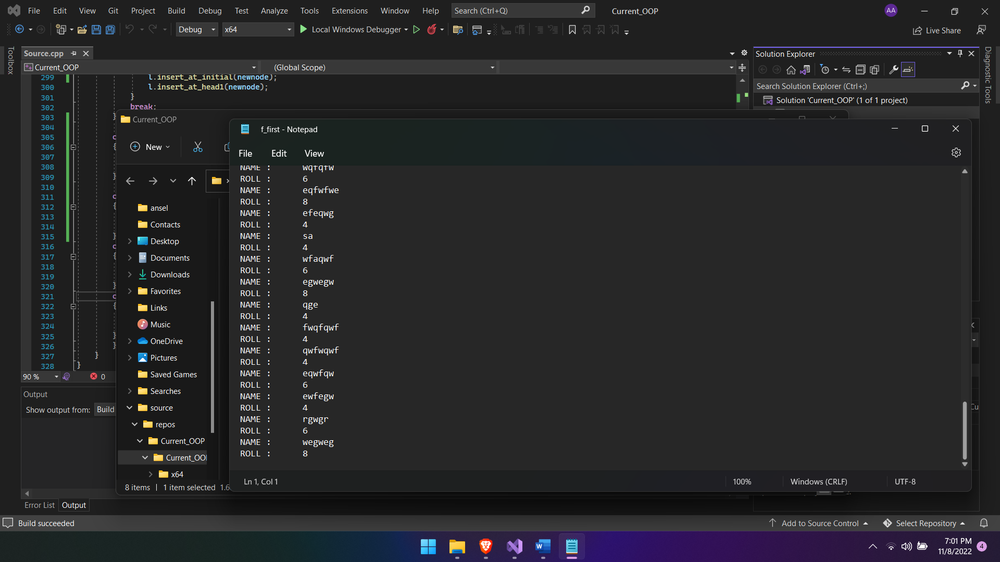 File Edit View Git Project Build Debug Test Analyze Tools Extensions Window Help Search (Ctrl+Q) Current_OOP AA
Debug x64 Local Windows Debugger Live Share
Toolbox
Source.cpp
Current_OOP (Global Scope)
299 l.insert_at_initial(newnode);
300 l.insert_at_head1(newnode);
301 }
302 break;
303 }
304
305 c
306 {
307
308
309 }
310
311 c
312 {
313
314
315 }
316 c
317 {
318
319
320 }
321 c
322 {
323
324
325 }
326 }
327 }
328 }
90 % 0
Output
Show output from: Build
Error List Output
Solution Explorer
Search Solution Explorer (Ctrl+;)
Solution 'Current_OOP' (1 of 1 project)
Diagnostic Tools
Cu
Current_OOP
New
ansel
Contacts
Desktop
Documents
Downloads
Favorites
Links
Music
OneDrive
Pictures
Saved Games
Searches
source
repos
Current_OOP
Current_OO
x64
8 items 1 item selected 1.6
f_first - Notepad
File Edit View
NAME : wqfqfw
ROLL : 6
NAME : eqfwfwe
ROLL : 8
NAME : efeqwg
ROLL : 4
NAME : sa
ROLL : 4
NAME : wfaqwf
ROLL : 6
NAME : egwegw
ROLL : 8
NAME : qge
ROLL : 4
NAME : fwqfqwf
ROLL : 4
NAME : qwfwqwf
ROLL : 4
NAME : eqwfqw
ROLL : 6
NAME : ewfegw
ROLL : 4
NAME : rgwgr
ROLL : 6
NAME : wegweg
ROLL : 8
Ln 1, Col 1 100% Windows (CRLF) UTF-8
Build succeeded Add to Source Control Select Repository
7:01 PM
11/8/2022 4